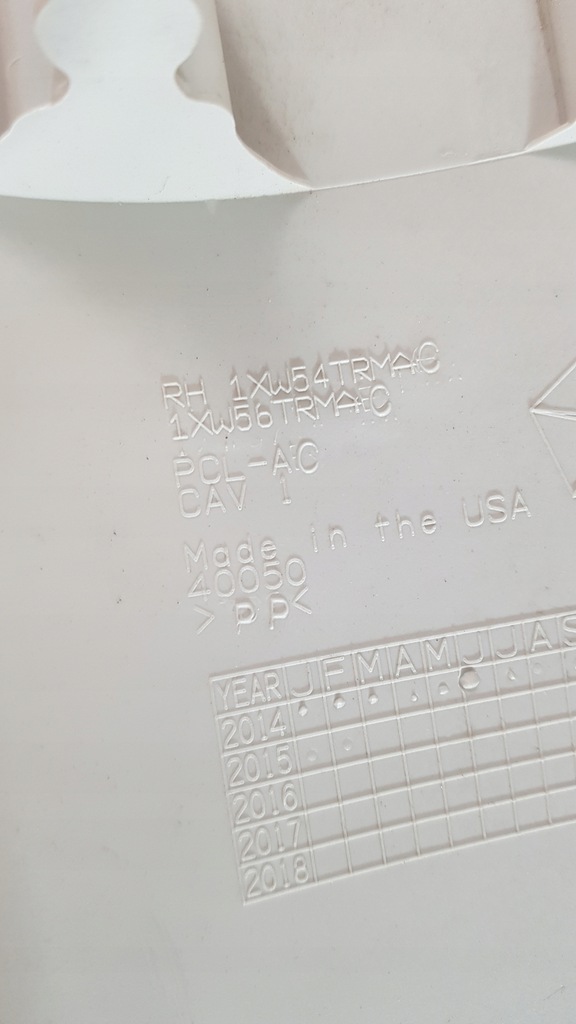 RH 1XW54TRMAC
1XW56TRMAC
PCL-AC
CAV 1
Made in the USA
40050
>PP<
YEAR J F M A M J J A S
2014
2015
2016
2017
2018